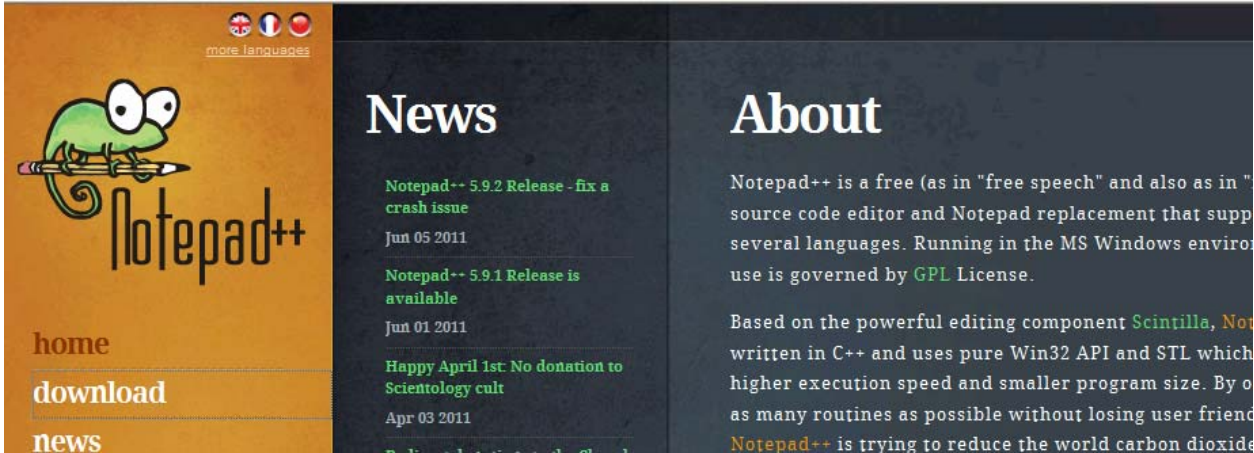 more languages
Notepad++
home
download
news
News
Notepad++ 5.9.2 Release - fix a
crash issue
Jun 05 2011
Notepad++ 5.9.1 Release is
available
Jun 01 2011
Happy April 1st: No donation to
Scientology cult
Apr 03 2011
About
Notepad++ is a free (as in "free speech" and also as in "
source code editor and Notepad replacement that supp
several languages. Running in the MS Windows enviro
use is governed by GPL License.
Based on the powerful editing component Scintilla, Not
written in C++ and uses pure Win32 API and STL which
higher execution speed and smaller program size. By o
as many routines as possible without losing user friend
Notepad++ is trying to reduce the world carbon dioxide